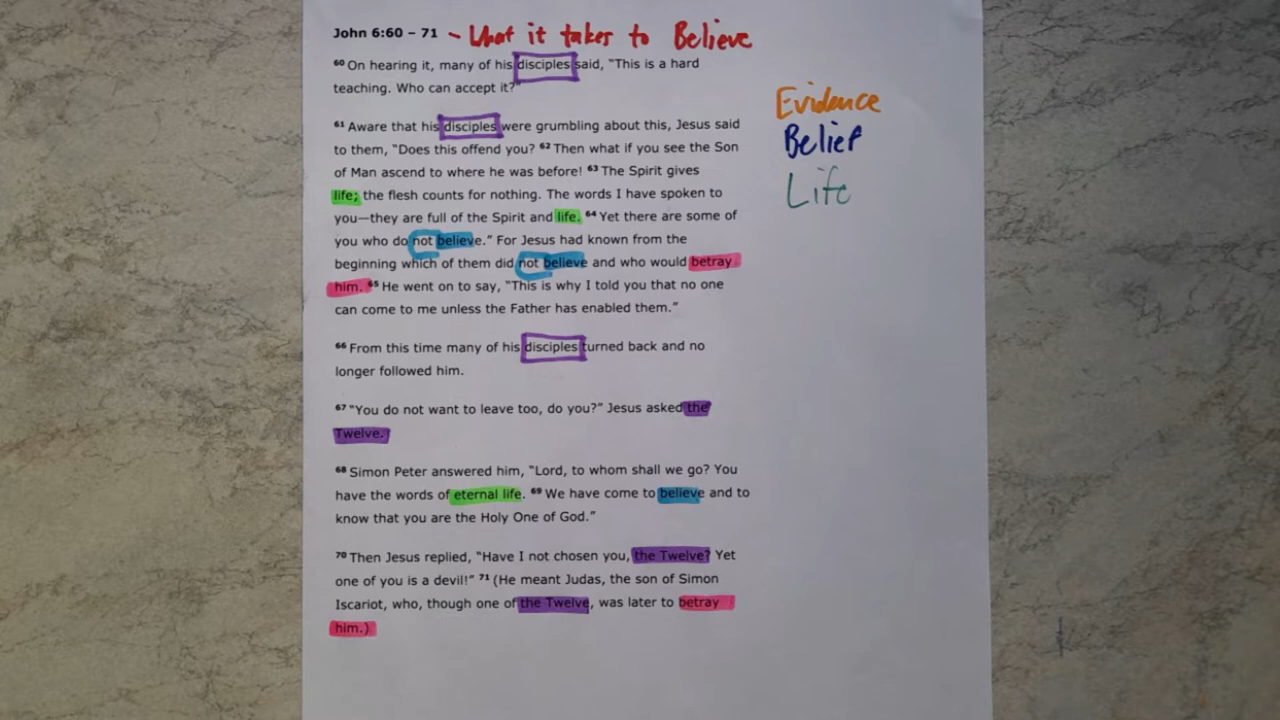 John 6:60 – 71 ~ What it takes to Believe
⁶⁰ On hearing it, many of his disciples said, "This is a hard
teaching. Who can accept it?"
⁶¹ Aware that his disciples were grumbling about this, Jesus said
to them, "Does this offend you? ⁶² Then what if you see the Son
of Man ascend to where he was before! ⁶³ The Spirit gives
life; the flesh counts for nothing. The words I have spoken to
you—they are full of the Spirit and life. ⁶⁴ Yet there are some of
you who do not believe." For Jesus had known from the
beginning which of them did not believe and who would betray
him. ⁶⁵ He went on to say, "This is why I told you that no one
can come to me unless the Father has enabled them."
⁶⁶ From this time many of his disciples turned back and no
longer followed him.
⁶⁷ "You do not want to leave too, do you?" Jesus asked the
Twelve.
⁶⁸ Simon Peter answered him, "Lord, to whom shall we go? You
have the words of eternal life. ⁶⁹ We have come to believe and to
know that you are the Holy One of God."
⁷⁰ Then Jesus replied, "Have I not chosen you, the Twelve? Yet
one of you is a devil!" ⁷¹ (He meant Judas, the son of Simon
Iscariot, who, though one of the Twelve, was later to betray
him.)
Evidence
Belief
Life